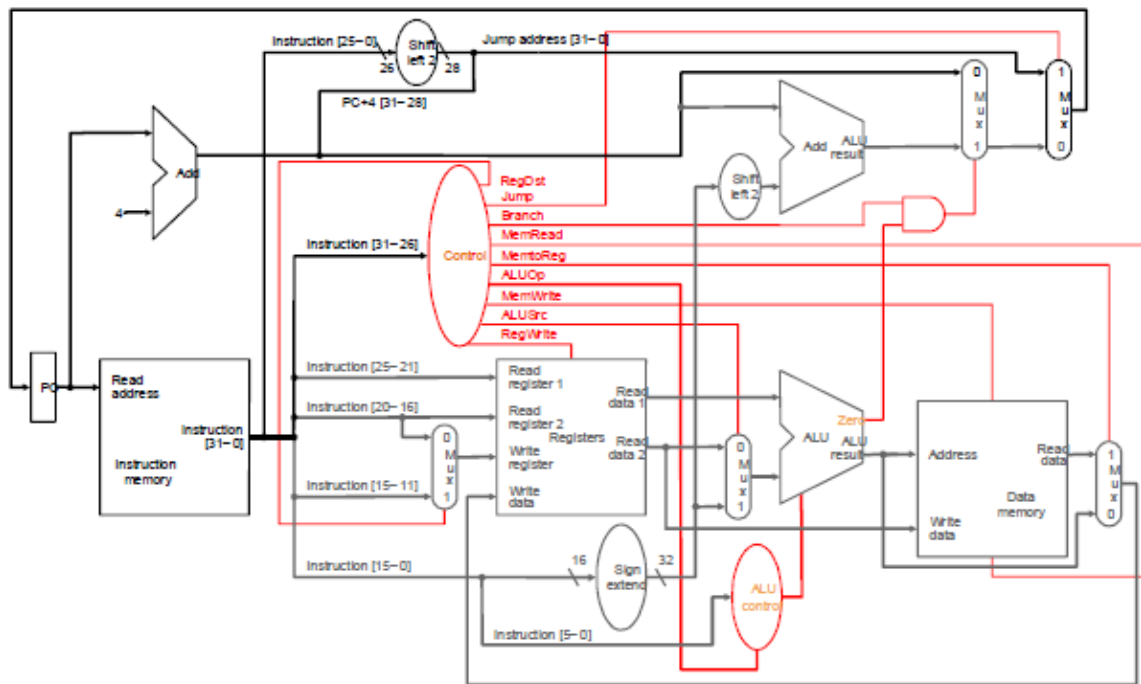 Instruction [25–0]
Shift
left 2
Jump address [31–0]
26
28
PC+4 [31–28]
Add
4
0
M
u
x
1
1
M
u
x
0
Add
ALU
result
Shift
left 2
RegDst
Jump
Branch
MemRead
MemtoReg
ALUOp
MemWrite
ALUSrc
RegWrite
Control
Instruction [31–26]
PC
Read
address
Instruction
[31–0]
Instruction
memory
Instruction [25–21]
Instruction [20–16]
Instruction [15–11]
0
M
u
x
1
Read
register 1
Read
register 2
Write
register
Write
data
Registers
Read
data 1
Read
data 2
0
M
u
x
1
Zero
ALU
ALU
result
Address
Read
data
Data
memory
Write
data
1
M
u
x
0
Instruction [15–0]
16
Sign
extend
32
ALU
control
Instruction [5–0]